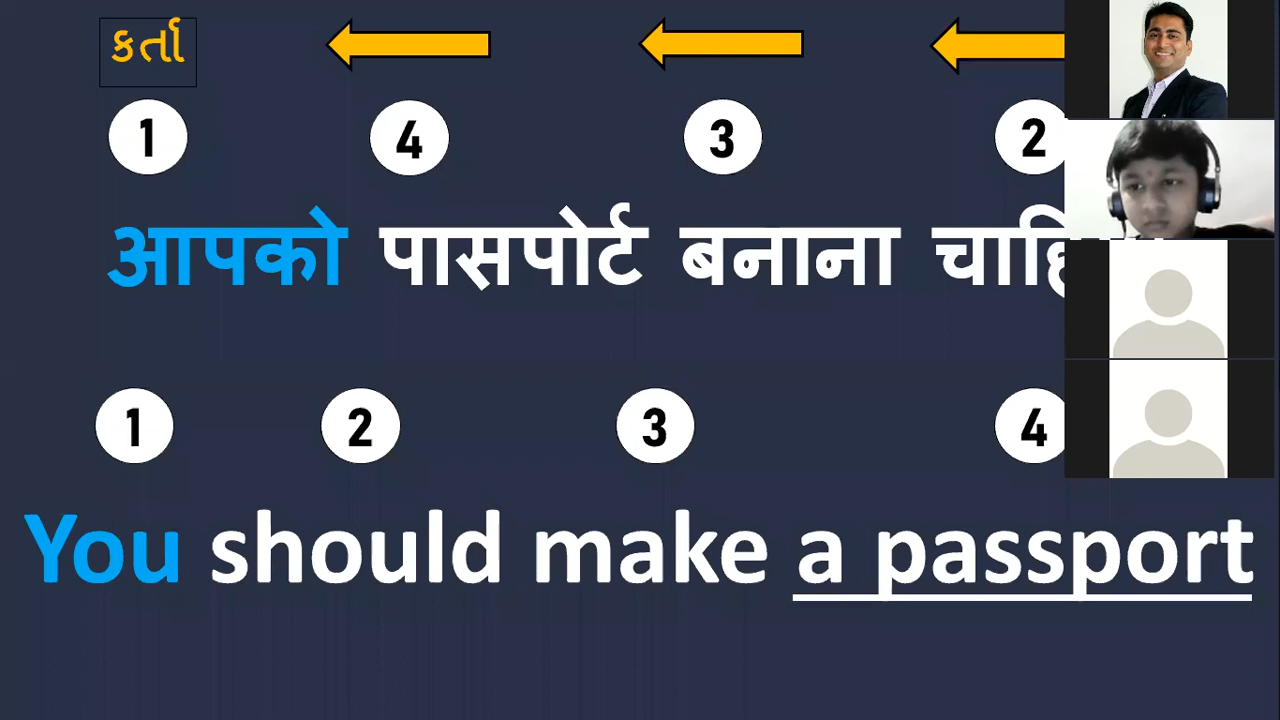 કર્તા
1 4 3 2
आपको पासपोर्ट बनाना
1 2 3 4
You should make a passport